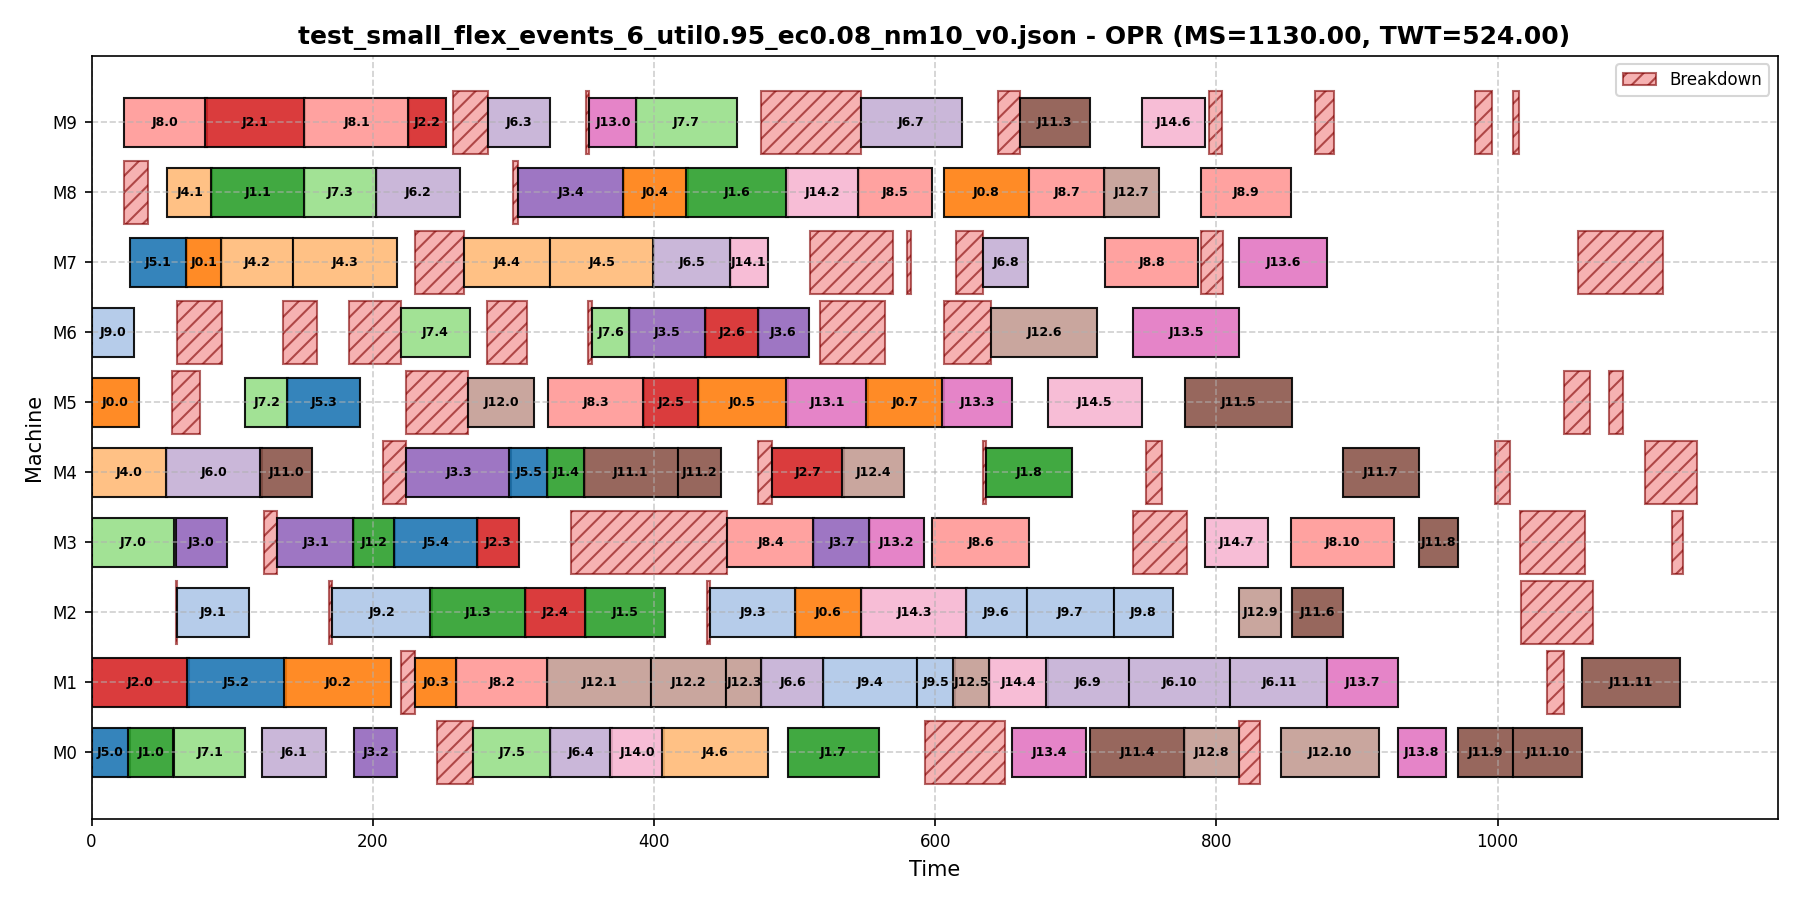 test_small_flex_events_6_util0.95_ec0.08_nm10_v0.json - OPR (MS=1130.00, TWT=524.00)
Breakdown
Machine
M9 J8.0 J2.1 J8.1 J2.2 J6.3 J13.0 J7.7 J6.7 J11.3 J14.6
M8 J4.1 J1.1 J7.3 J6.2 J3.4 J0.4 J1.6 J14.2 J8.5 J0.8 J8.7 J12.7 J8.9
M7 J5.1 J0.1 J4.2 J4.3 J4.4 J4.5 J6.5 J14.1 J6.8 J8.8 J13.6
M6 J9.0 J7.4 J7.6 J3.5 J2.6 J3.6 J12.6 J13.5
M5 J0.0 J7.2 J5.3 J12.0 J8.3 J2.5 J0.5 J13.1 J0.7 J13.3 J14.5 J11.5
M4 J4.0 J6.0 J11.0 J3.3 J5.5 J1.4 J11.1 J11.2 J2.7 J12.4 J1.8 J11.7
M3 J7.0 J3.0 J3.1 J1.2 J5.4 J2.3 J8.4 J3.7 J13.2 J8.6 J14.7 J8.10 J11.8
M2 J9.1 J9.2 J1.3 J2.4 J1.5 J9.3 J0.6 J14.3 J9.6 J9.7 J9.8 J12.9 J11.6
M1 J2.0 J5.2 J0.2 J0.3 J8.2 J12.1 J12.2 J12.3 J6.6 J9.4 J9.5 J12.5 J14.4 J6.9 J6.10 J6.11 J13.7 J11.11
M0 J5.0 J1.0 J7.1 J6.1 J3.2 J7.5 J6.4 J14.0 J4.6 J1.7 J13.4 J11.4 J12.8 J12.10 J13.8 J11.9 J11.10
0 200 400 600 800 1000
Time